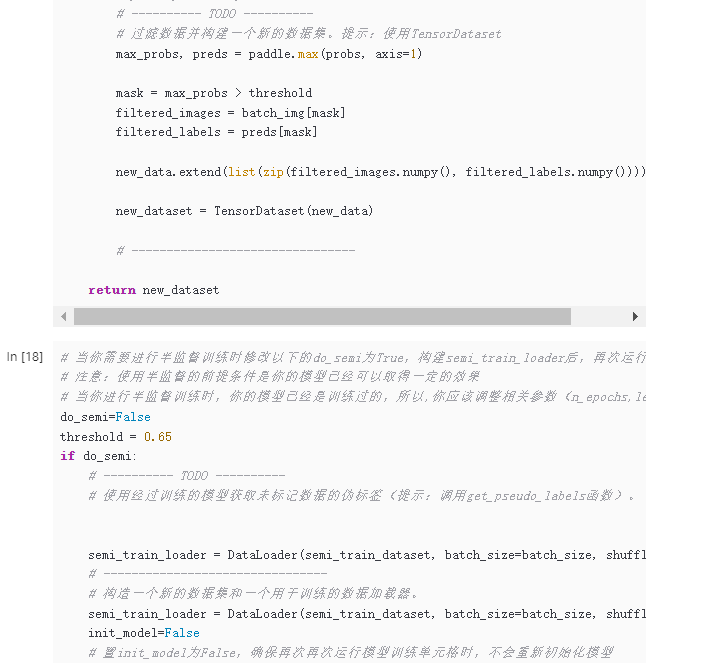 # ---------- TODO ----------
# 过滤数据并构建一个新的数据集。提示：使用TensorDataset
max_probs, preds = paddle.max(probs, axis=1)
mask = max_probs > threshold
filtered_images = batch_img[mask]
filtered_labels = preds[mask]
new_data.extend(list(zip(filtered_images.numpy(), filtered_labels.numpy())))
new_dataset = TensorDataset(new_data)
# --------------------------------
return new_dataset
In [18]
# 当你需要进行半监督训练时修改以下的do_semi为True，构建semi_train_loader后，再次运行
# 注意：使用半监督的前提条件是你的模型已经可以取得一定的效果
# 当你进行半监督训练时，你的模型已经是训练过的，所以,你应该调整相关参数（n_epochs,le
do_semi=False
threshold = 0.65
if do_semi:
# ---------- TODO ----------
# 使用经过训练的模型获取未标记数据的伪标签（提示：调用get_pseudo_labels函数）。
semi_train_loader = DataLoader(semi_train_dataset, batch_size=batch_size, shuffl
# --------------------------------
# 构造一个新的数据集和一个用于训练的数据加载器。
semi_train_loader = DataLoader(semi_train_dataset, batch_size=batch_size, shuffl
init_model=False
# 置init_model为False，确保再次再次运行模型训练单元格时，不会重新初始化模型